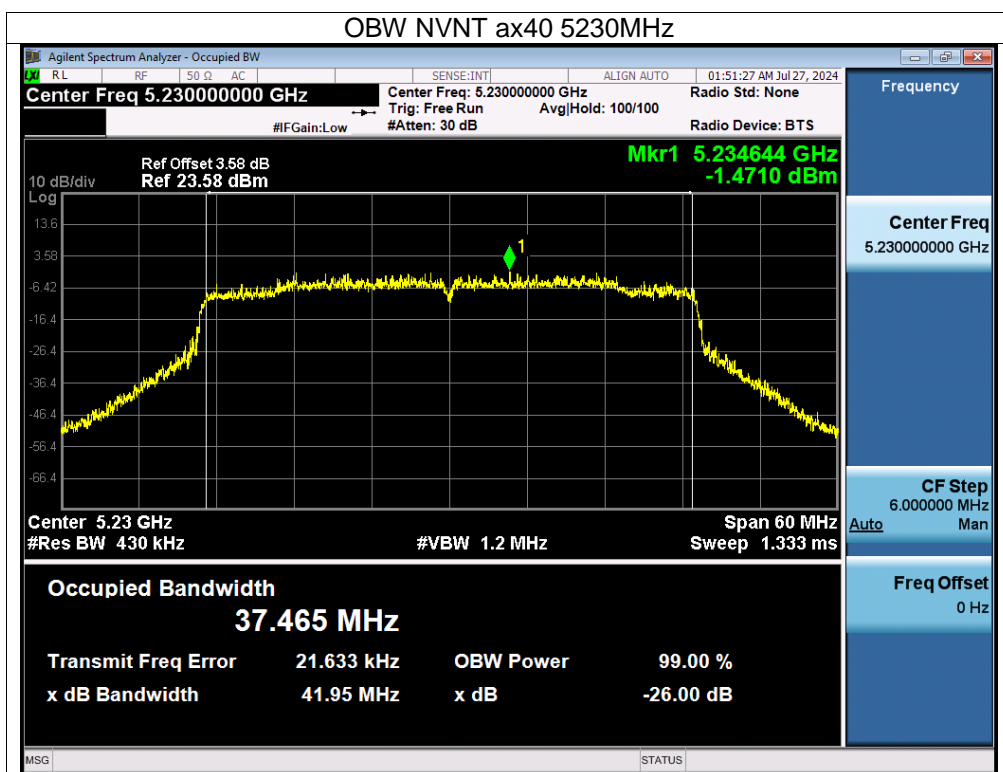 OBW NVNT ax40 5230MHz
Agilent Spectrum Analyzer - Occupied BW
LXI RL RF 50 Ω AC SENSE:INT ALIGN AUTO 01:51:27 AM Jul 27, 2024
Center Freq 5.230000000 GHz
Center Freq: 5.230000000 GHz Radio Std: None
Trig: Free Run Avg|Hold: 100/100
#IFGain:Low #Atten: 30 dB Radio Device: BTS
Frequency
Mkr1 5.234644 GHz
-1.4710 dBm
Ref Offset 3.58 dB
10 dB/div Ref 23.58 dBm
Log
13.6
3.58
-6.42
-16.4
-26.4
-36.4
-46.4
-56.4
-66.4
1
Center 5.23 GHz Span 60 MHz
#Res BW 430 kHz #VBW 1.2 MHz Sweep 1.333 ms
Center Freq
5.230000000 GHz
CF Step
6.000000 MHz
Auto Man
Freq Offset
0 Hz
Occupied Bandwidth
37.465 MHz
Transmit Freq Error 21.633 kHz OBW Power 99.00 %
x dB Bandwidth 41.95 MHz x dB -26.00 dB
MSG STATUS